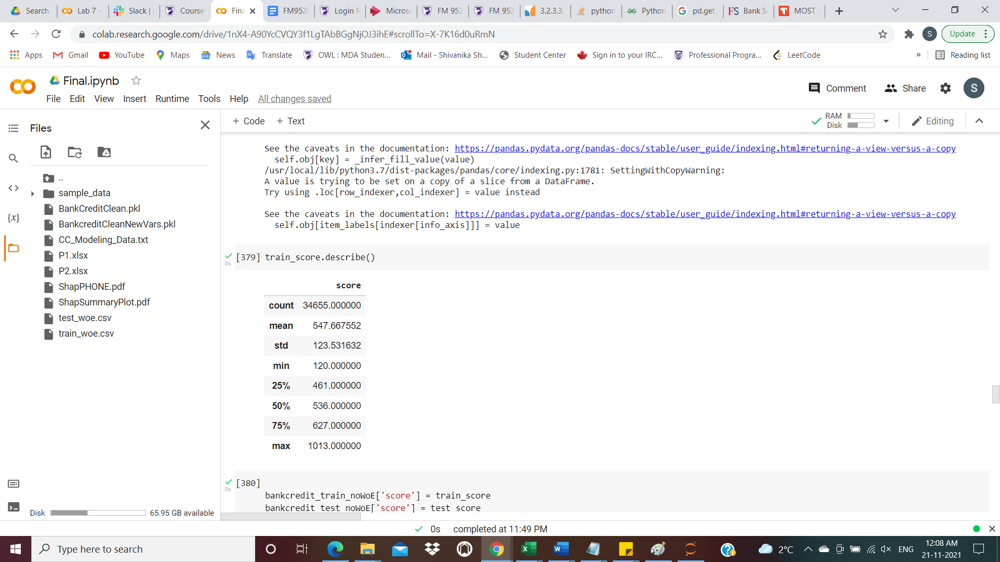 Search
Lab 7 -
Slack |
Course
Fina
FM952
Login R
Micros
FM 952
FM 952
3.2.3.3.
python
Python
pd.get_
Bank S
MOST
colab.research.google.com/drive/1nX4-A90YcCVQY3f1LgTAbBGgNjOJ3ihE#scrollTo=X-7K16d0uRmN
S
Update
Apps
Gmail
YouTube
Maps
News
Translate
OWL : MDA Studen...
Mail - Shivanika Sh...
Student Center
Sign in to your IRC...
Professional Progra...
LeetCode
»
Reading list
Final.ipynb
File Edit View Insert Runtime Tools Help All changes saved
Comment
Share
S
Files
+ Code + Text
RAM
Disk
Editing
..
sample_data
BankCreditClean.pkl
BankcreditCleanNewVars.pkl
CC_Modeling_Data.txt
P1.xlsx
P2.xlsx
ShapPHONE.pdf
ShapSummaryPlot.pdf
test_woe.csv
train_woe.csv
Disk 65.95 GB available
See the caveats in the documentation: https://pandas.pydata.org/pandas-docs/stable/user_guide/indexing.html#returning-a-view-versus-a-copy
self.obj[key] = _infer_fill_value(value)
/usr/local/lib/python3.7/dist-packages/pandas/core/indexing.py:1781: SettingWithCopyWarning:
A value is trying to be set on a copy of a slice from a DataFrame.
Try using .loc[row_indexer,col_indexer] = value instead
See the caveats in the documentation: https://pandas.pydata.org/pandas-docs/stable/user_guide/indexing.html#returning-a-view-versus-a-copy
self.obj[item_labels[indexer[info_axis]]] = value
[379] train_score.describe()
0s
score
count 34655.000000
mean 547.667552
std 123.531632
min 120.000000
25% 461.000000
50% 536.000000
75% 627.000000
max 1013.000000
[380]
0s
bankcredit_train_noWoE['score'] = train_score
bankcredit_test_noWoE['score'] = test_score
0s completed at 11:49 PM
Type here to search
2°C
ENG
12:08 AM
21-11-2021